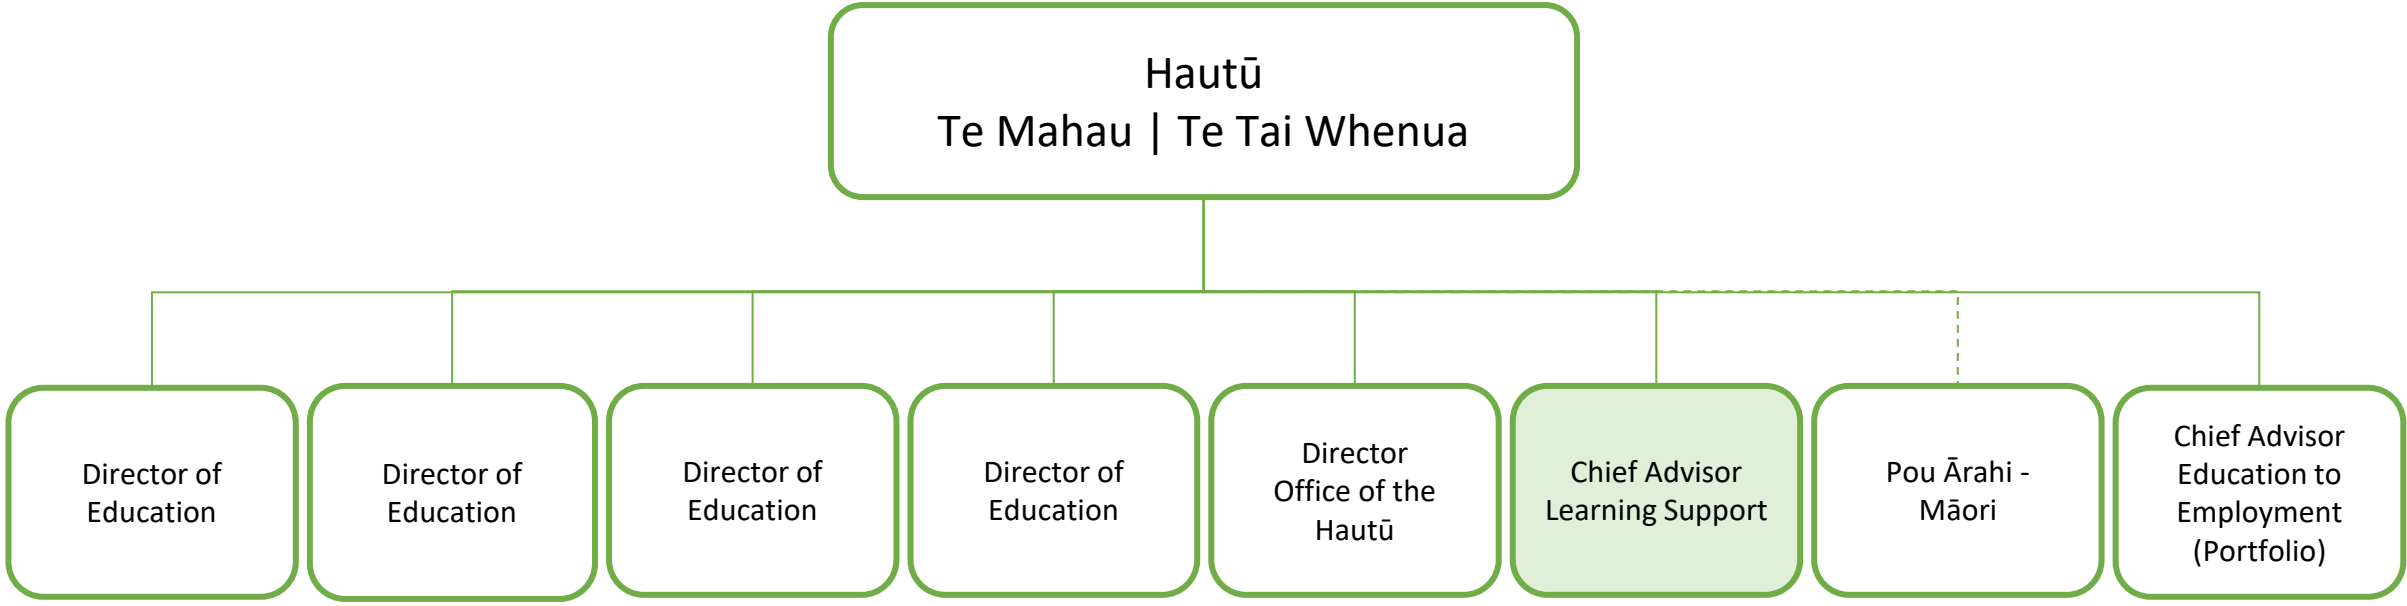 Hautū
Te Mahau | Te Tai Whenua
Director of
Education
Director of
Education
Director of
Education
Director of
Education
Director
Office of the
Hautū
Chief Advisor
Learning Support
Pou Ārahi -
Māori
Chief Advisor
Education to
Employment
(Portfolio)